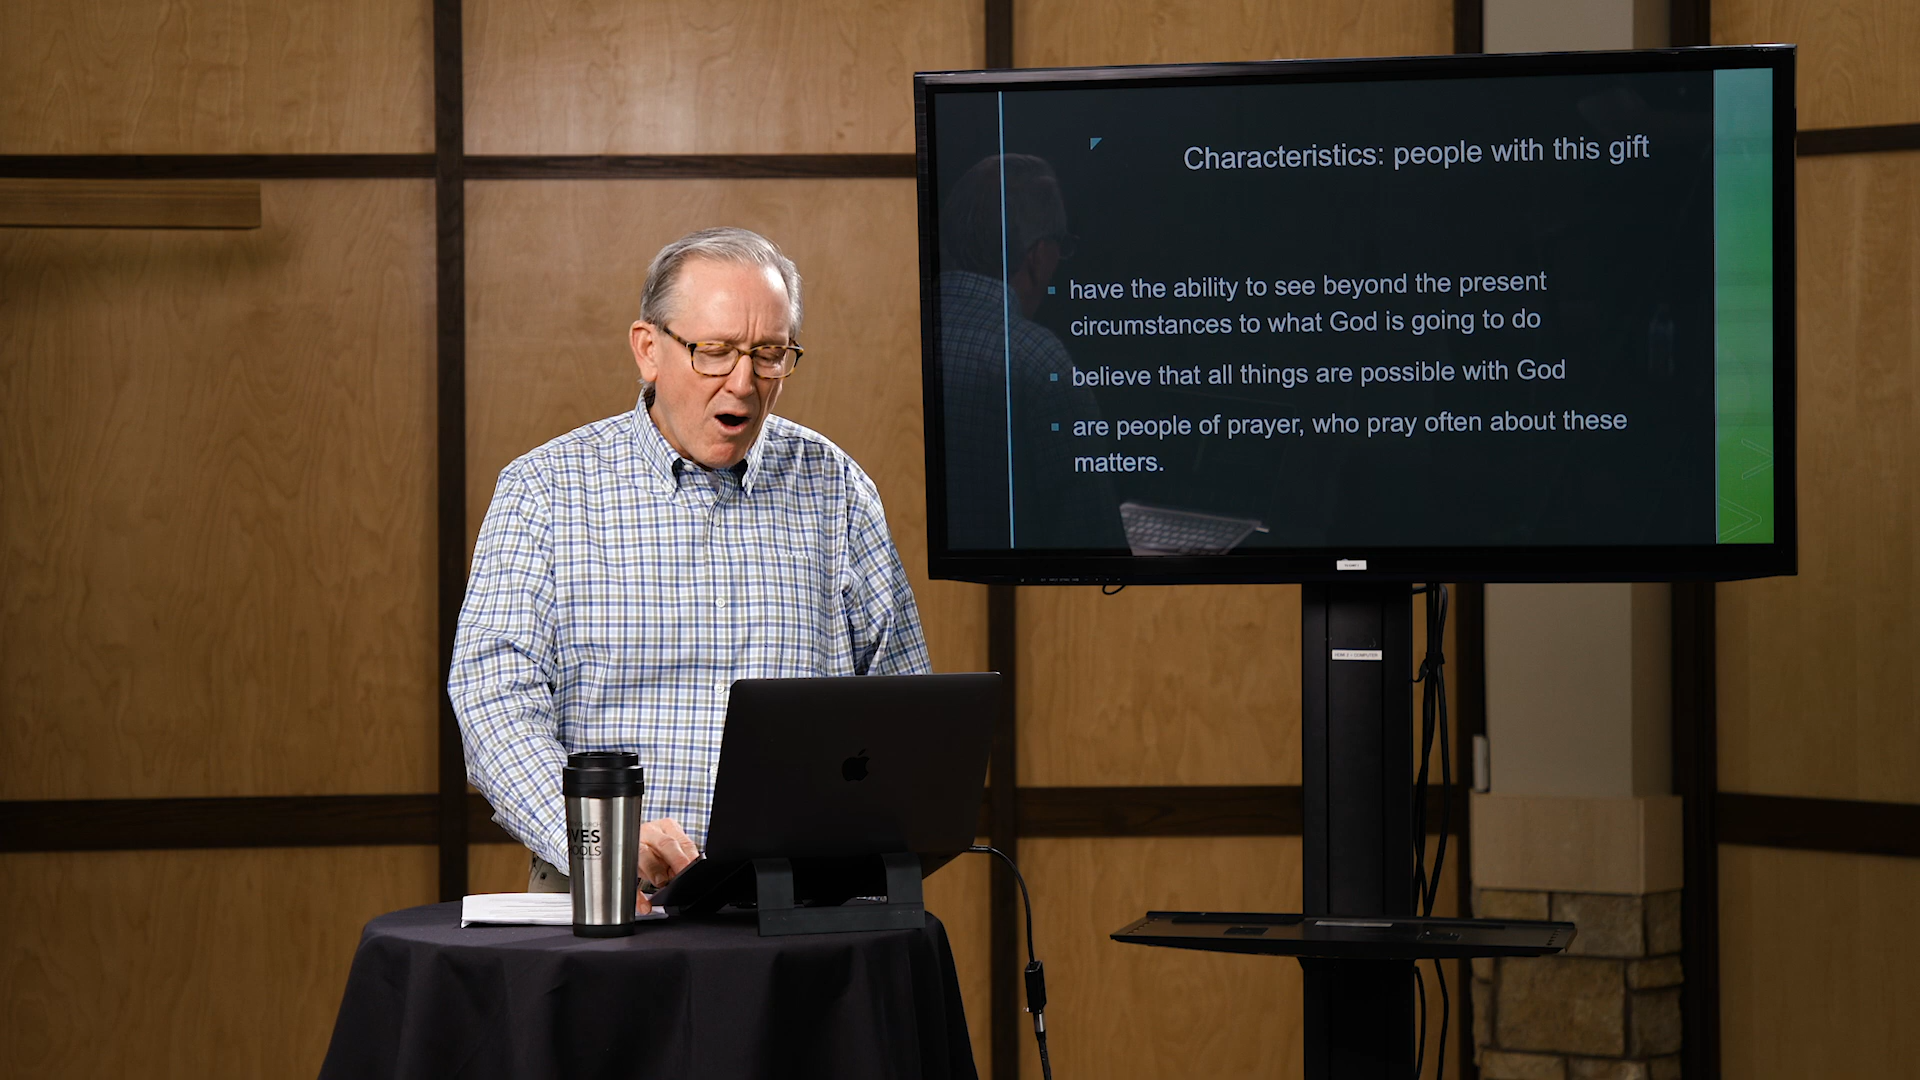 Characteristics: people with this gift
have the ability to see beyond the present
circumstances to what God is going to do
believe that all things are possible with God
are people of prayer, who pray often about these
matters.